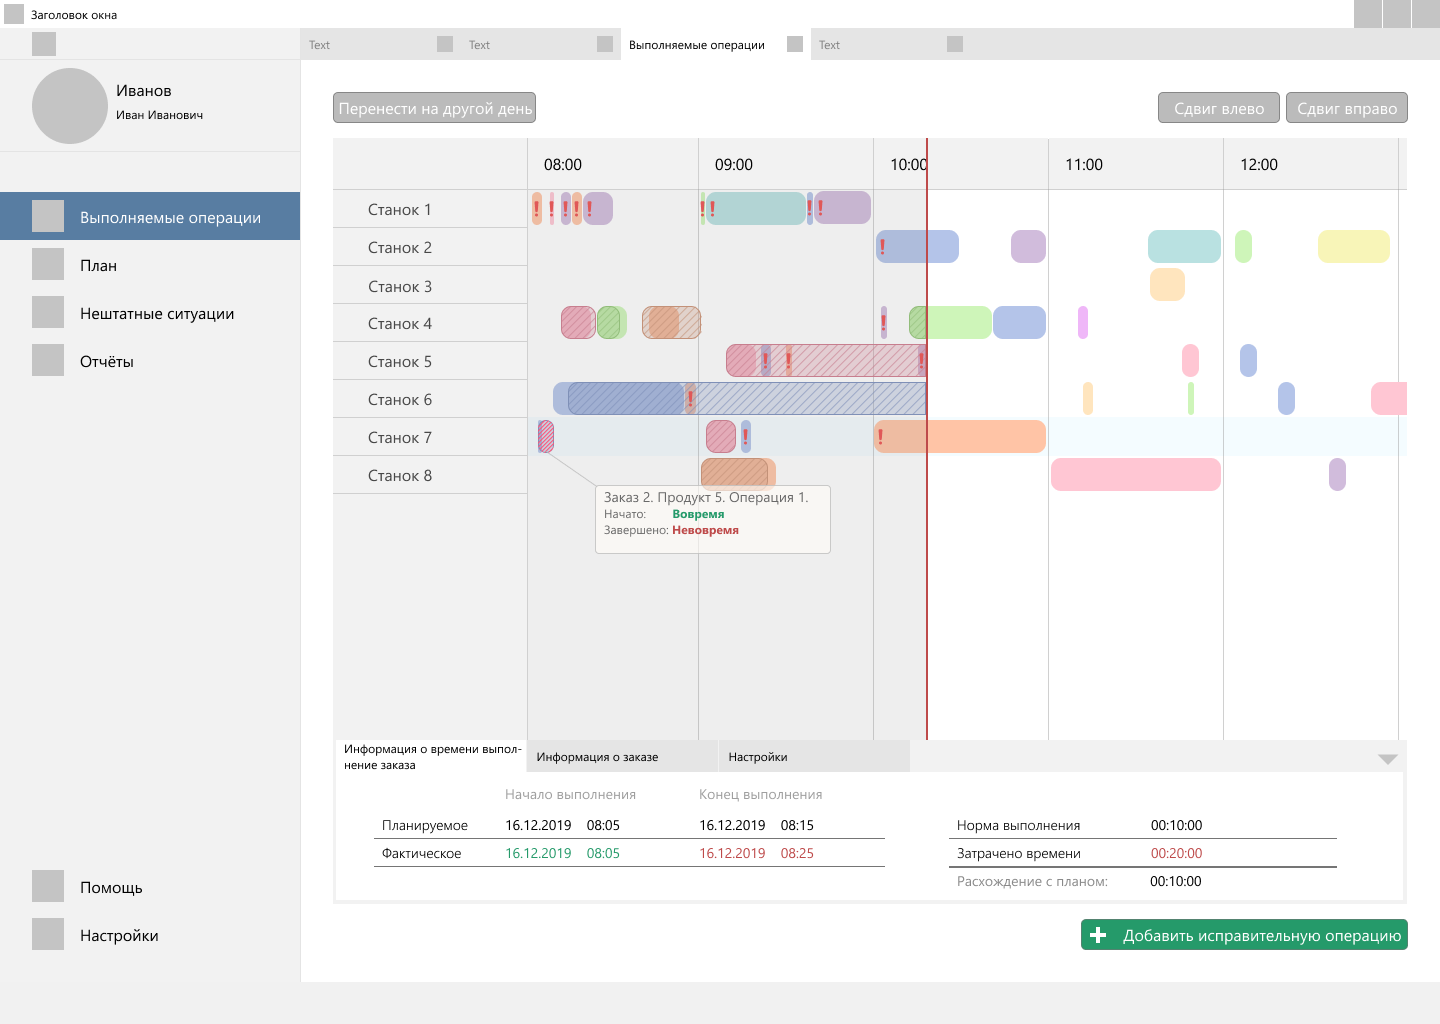 Заголовок окна
Text
Text
Выполняемые операции
Text
Иванов
Иван Иванович
Перенести на другой день
Сдвиг влево
Сдвиг вправо
08:00
09:00
10:00
11:00
12:00
Выполняемые операции
План
Нештатные ситуации
Отчёты
Станок 1
Станок 2
Станок 3
Станок 4
Станок 5
Станок 6
Станок 7
Станок 8
Заказ 2. Продукт 5. Операция 1.
Начато: Вовремя
Завершено: Невовремя
Информация о времени выпол-
нение заказа
Информация о заказе
Настройки
Начало выполнения
Конец выполнения
Планируемое 16.12.2019 08:05 16.12.2019 08:15
Фактическое 16.12.2019 08:05 16.12.2019 08:25
Норма выполнения 00:10:00
Затрачено времени 00:20:00
Расхождение с планом: 00:10:00
Помощь
Настройки
Добавить исправительную операцию